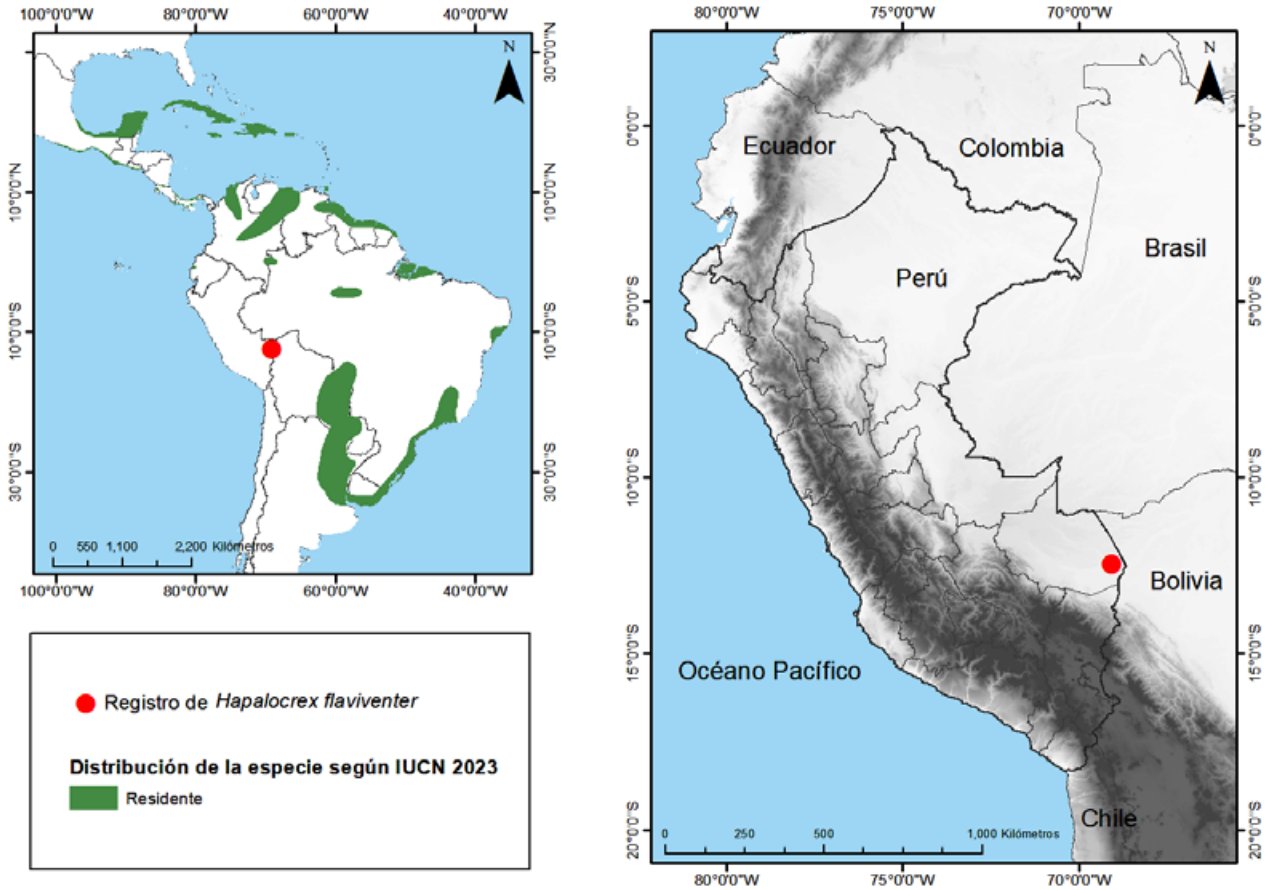 100°0'0"W 80°0'0"W 60°0'0"W 40°0'0"W
30°0'0"N
10°0'0"N
10°0'0"S
30°0'0"S
30°0'0"N
10°0'0"N
10°0'0"S
30°0'0"S
N
0 550 1,100 2,200 Kilómetros
100°0'0"W 80°0'0"W 60°0'0"W 40°0'0"W
Registro de Hapalocrex flaviventer
Distribución de la especie según IUCN 2023
Residente
80°0'0"W 75°0'0"W 70°0'0"W
0°0'0"
5°0'0"S
10°0'0"S
15°0'0"S
20°0'0"S
0°0'0"
5°0'0"S
10°0'0"S
15°0'0"S
20°0'0"S
N
Ecuador
Colombia
Brasil
Perú
Bolivia
Océano Pacífico
Chile
0 250 500 1,000 Kilómetros
80°0'0"W 75°0'0"W 70°0'0"W